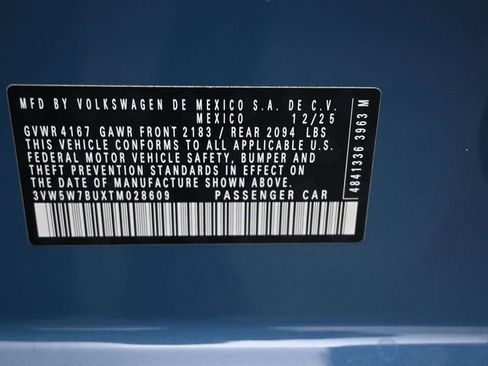 MFD BY VOLKSWAGEN DE MEXICO S.A. DE C.V.
MEXICO 12/25
GVWR 4167 GAWR FRONT 2183 / REAR 2094 LBS
THIS VEHICLE CONFORMS TO ALL APPLICABLE U.S.
FEDERAL MOTOR VEHICLE SAFETY, BUMPER AND
THEFT PREVENTION STANDARDS IN EFFECT ON THE
DATE OF MANUFACTURE SHOWN ABOVE.
3VW5W7BUXTM028609 PASSENGER CAR
4841336 3963 M